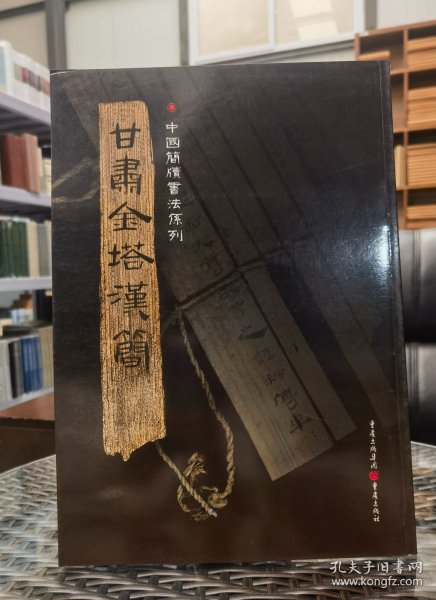 中國簡牘書法係列
甘肅金塔漢簡
重慶出版集團
重慶出版社
孔夫子旧书网
www.kongfz.com